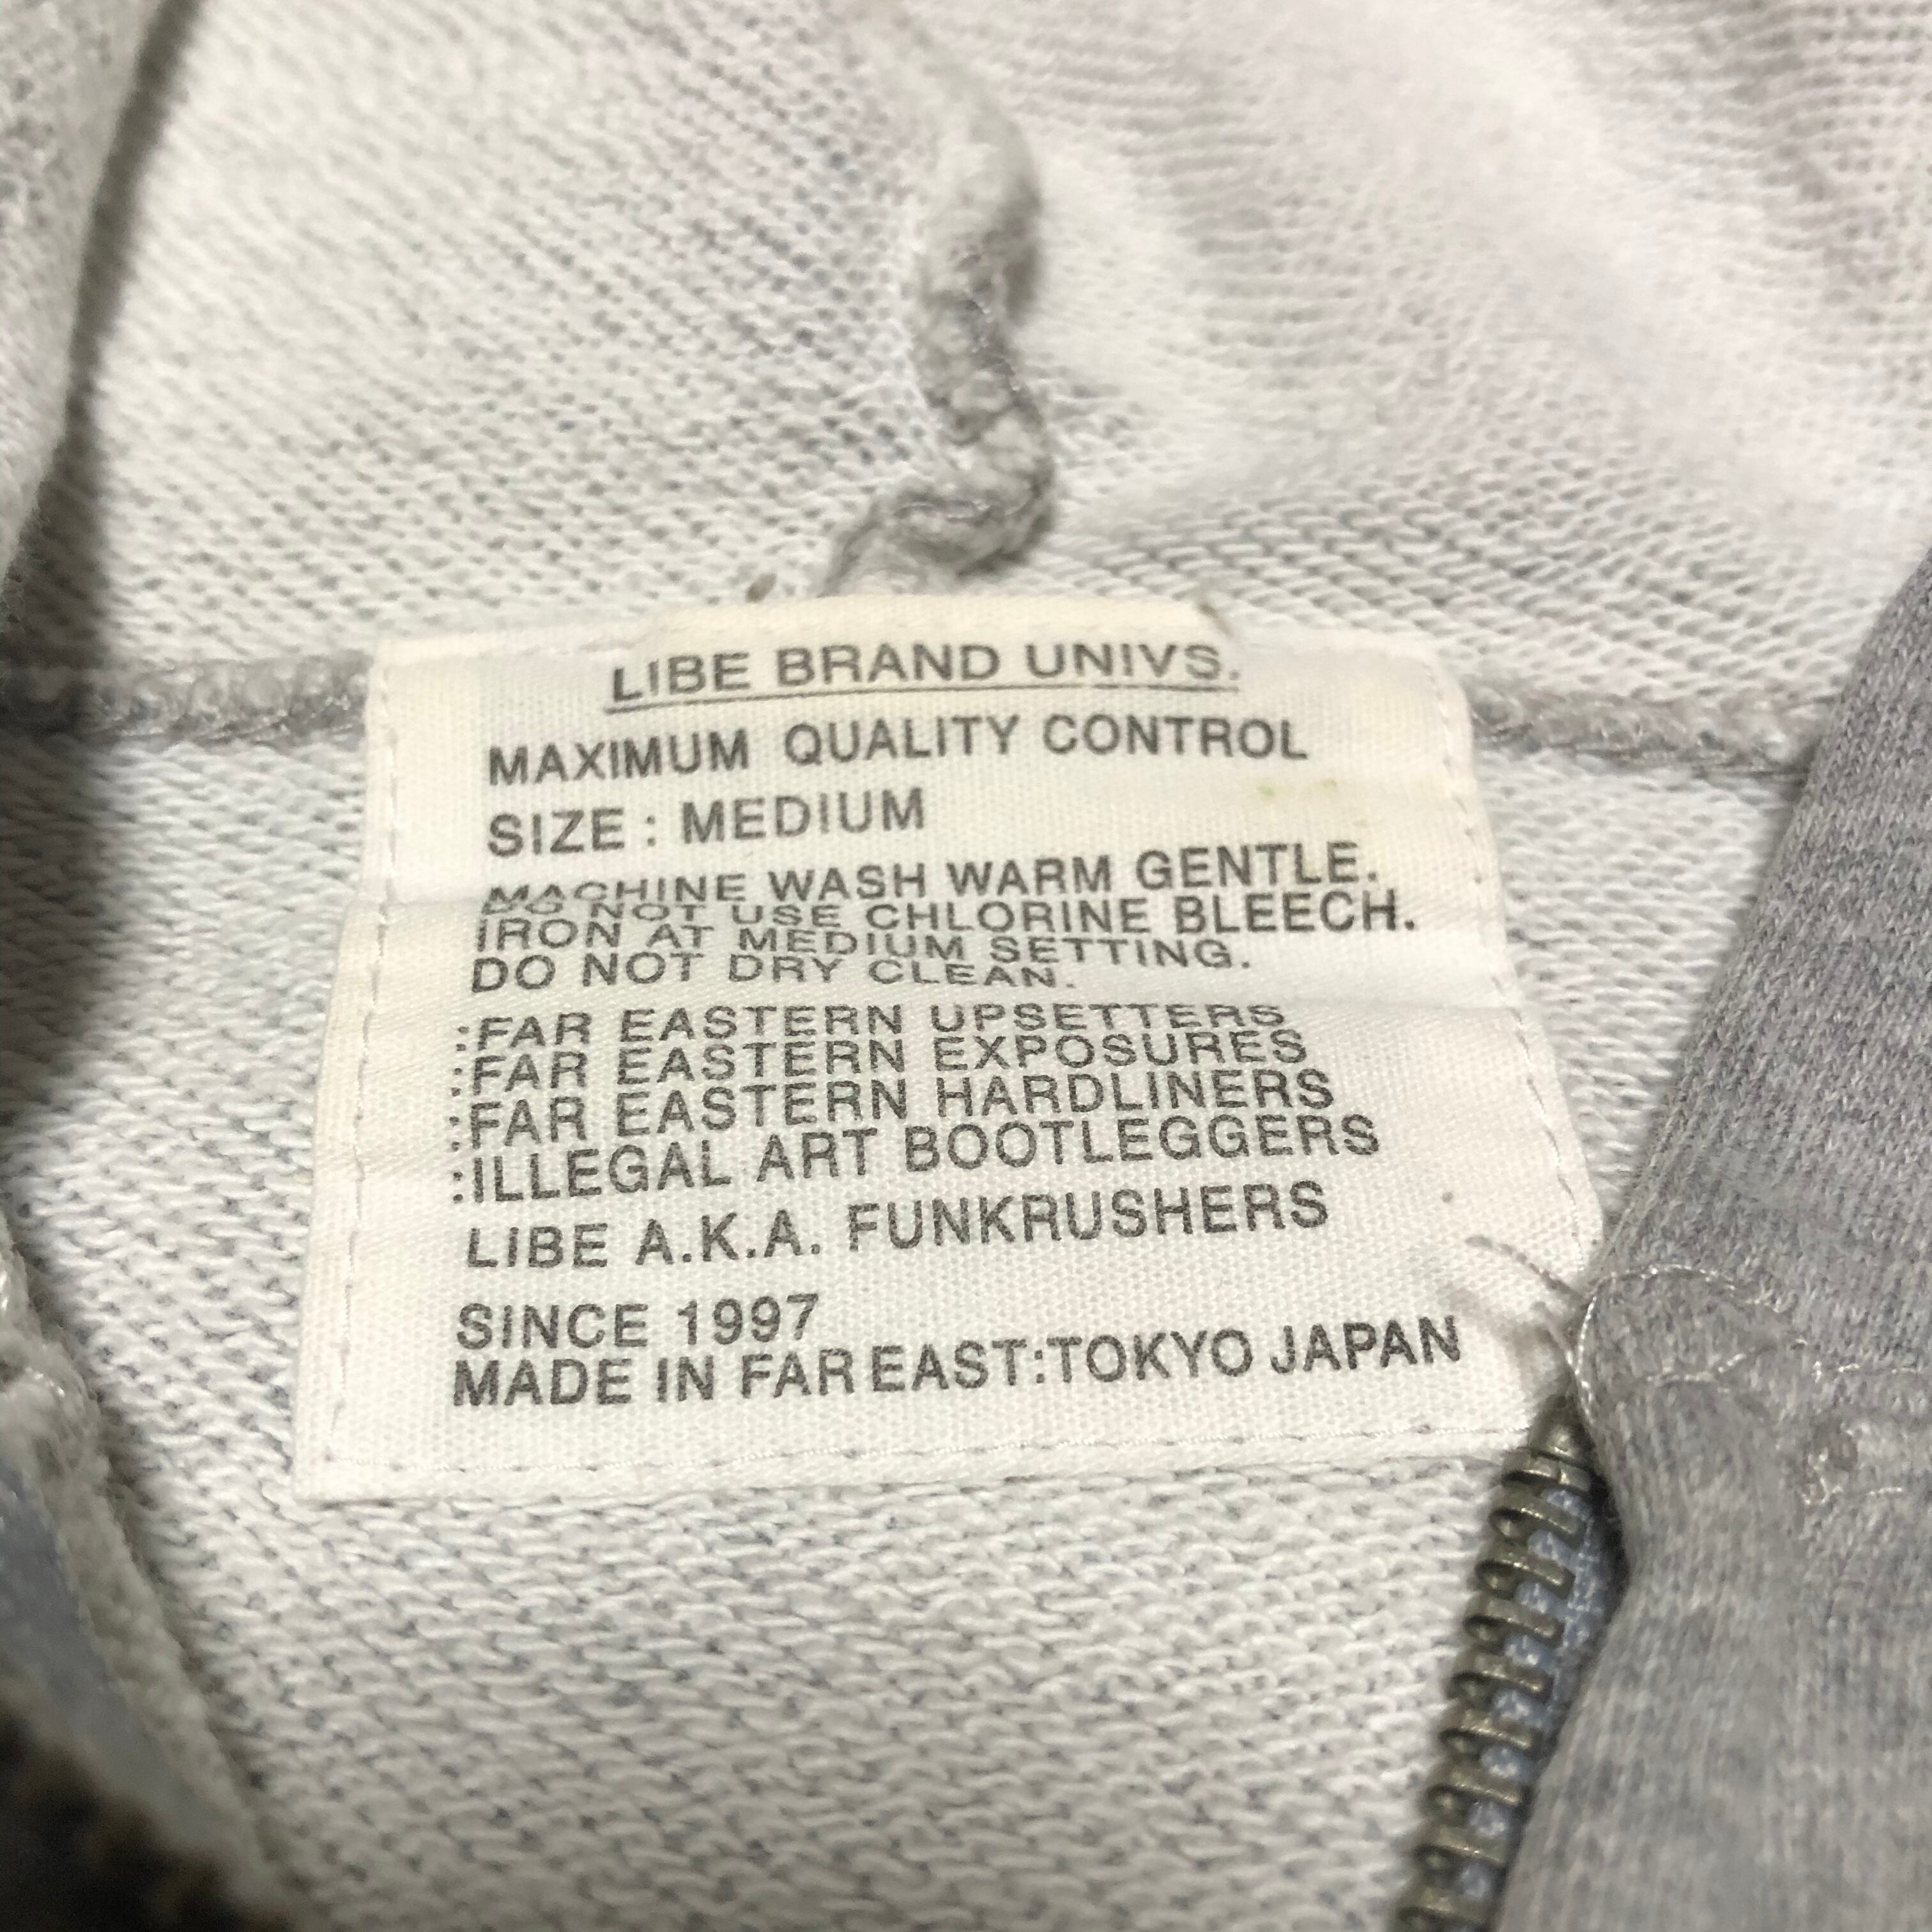 LIBE BRAND UNIVS.
MAXIMUM QUALITY CONTROL
SIZE : MEDIUM
MACHINE WASH WARM GENTLE.
DO NOT USE CHLORINE BLEECH.
IRON AT MEDIUM SETTING.
DO NOT DRY CLEAN.
:FAR EASTERN UPSETTERS
:FAR EASTERN EXPOSURES
:FAR EASTERN HARDLINERS
:ILLEGAL ART BOOTLEGGERS
LIBE A.K.A. FUNKRUSHERS
SINCE 1997
MADE IN FAR EAST:TOKYO JAPAN